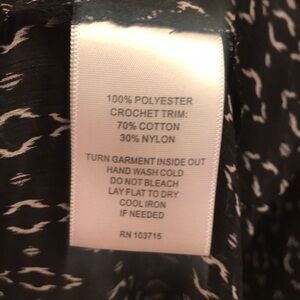 100% POLYESTER
CROCHET TRIM:
70% COTTON
30% NYLON
TURN GARMENT INSIDE OUT
HAND WASH COLD
DO NOT BLEACH
LAY FLAT TO DRY
COOL IRON
IF NEEDED
RN 103715